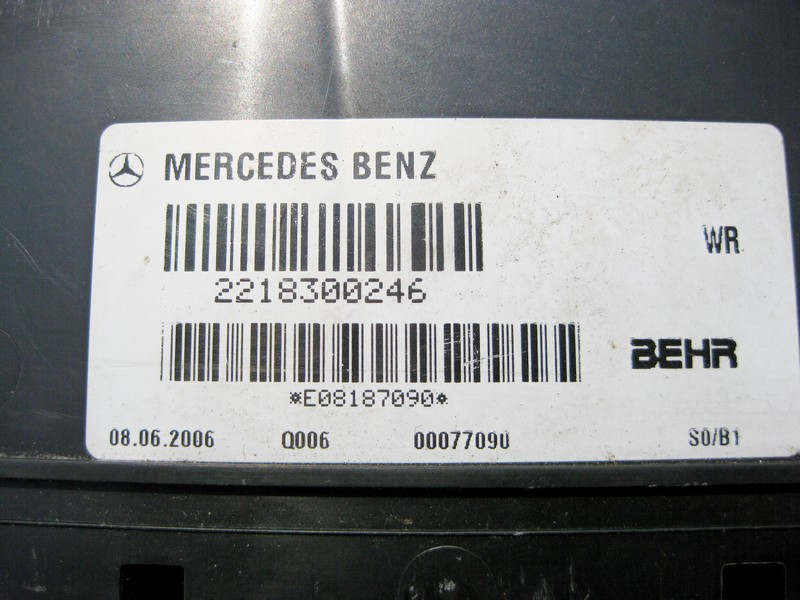 MERCEDES BENZ
WR
2218300246
BEHR
*E08187090*
08.06.2006 Q006 00077090 S0/B1